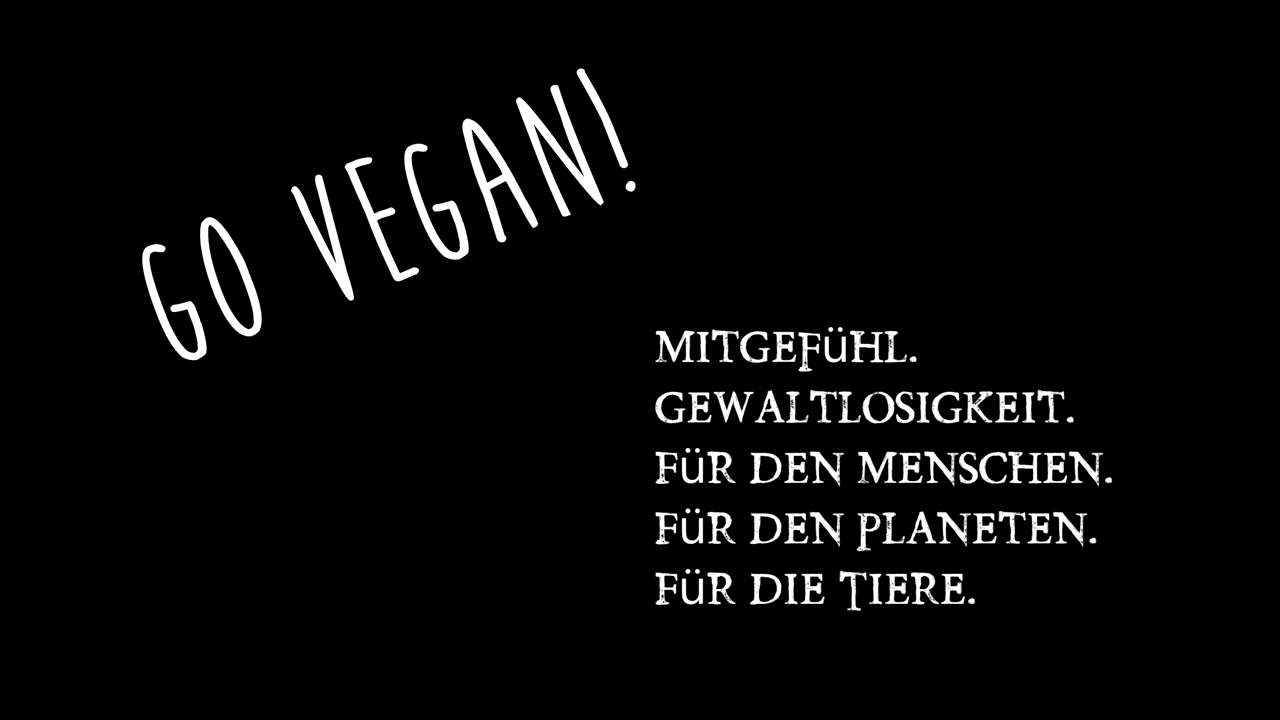 GO VEGAN!
MITGEFÜHL.
GEWALTLOSIGKEIT.
FÜR DEN MENSCHEN.
FÜR DEN PLANETEN.
FÜR DIE TIERE.